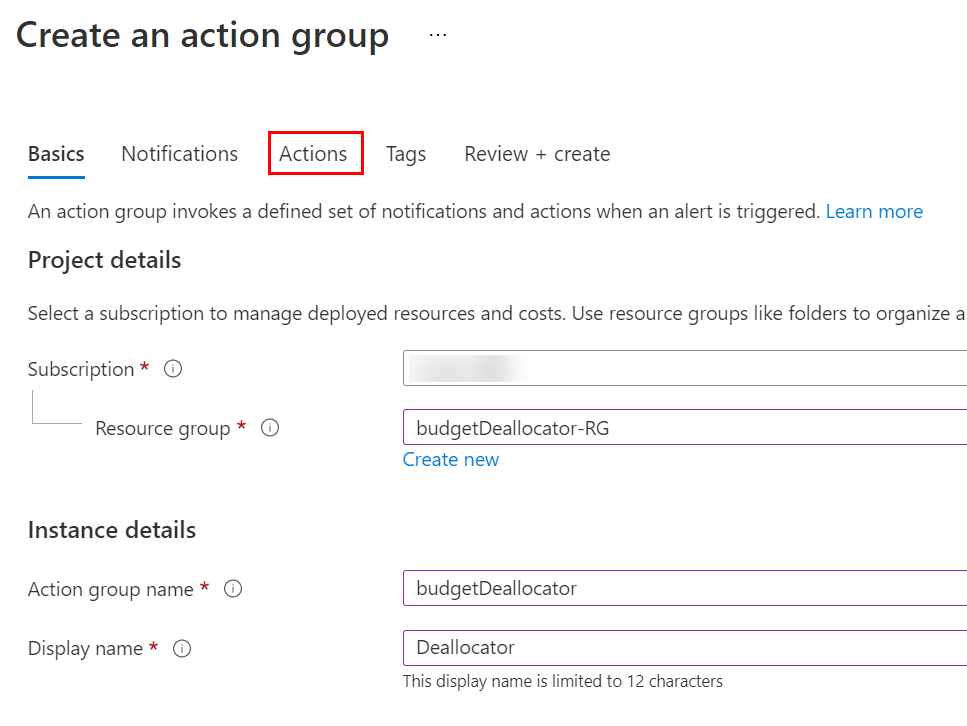 Create an action group ...
Basics Notifications Actions Tags Review + create
An action group invokes a defined set of notifications and actions when an alert is triggered. Learn more
Project details
Select a subscription to manage deployed resources and costs. Use resource groups like folders to organize a
Subscription *
Resource group * budgetDeallocator-RG
Create new
Instance details
Action group name * budgetDeallocator
Display name * Deallocator
This display name is limited to 12 characters